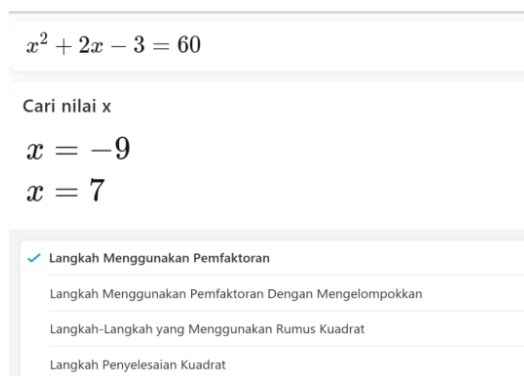 x² + 2x − 3 = 60
Cari nilai x
x = −9
x = 7
Langkah Menggunakan Pemfaktoran
Langkah Menggunakan Pemfaktoran Dengan Mengelompokkan
Langkah-Langkah yang Menggunakan Rumus Kuadrat
Langkah Penyelesaian Kuadrat